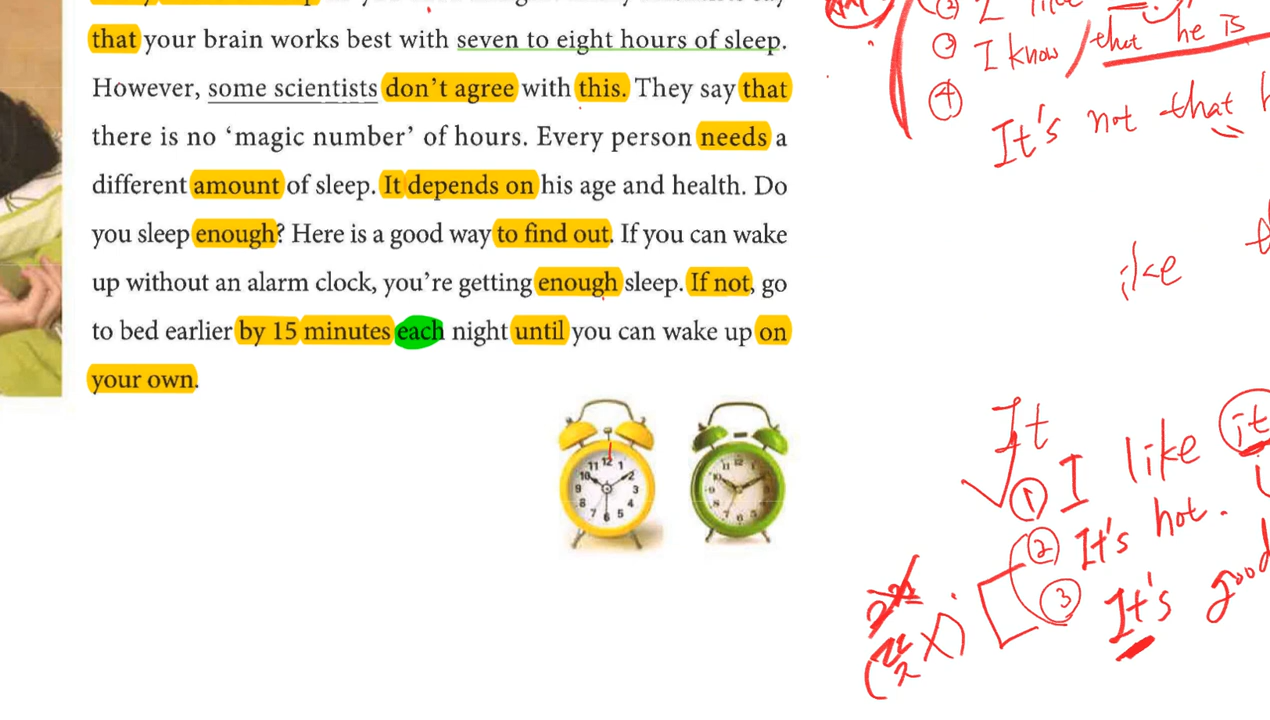 that your brain works best with seven to eight hours of sleep.
However, some scientists don’t agree with this. They say that
there is no ‘magic number’ of hours. Every person needs a
different amount of sleep. It depends on his age and health. Do
you sleep enough? Here is a good way to find out. If you can wake
up without an alarm clock, you’re getting enough sleep. If not, go
to bed earlier by 15 minutes each night until you can wake up on
your own.
② I like
③ I know / that he is
④
It's not that
ike
It
① I like it
② It's hot.
③ It's good